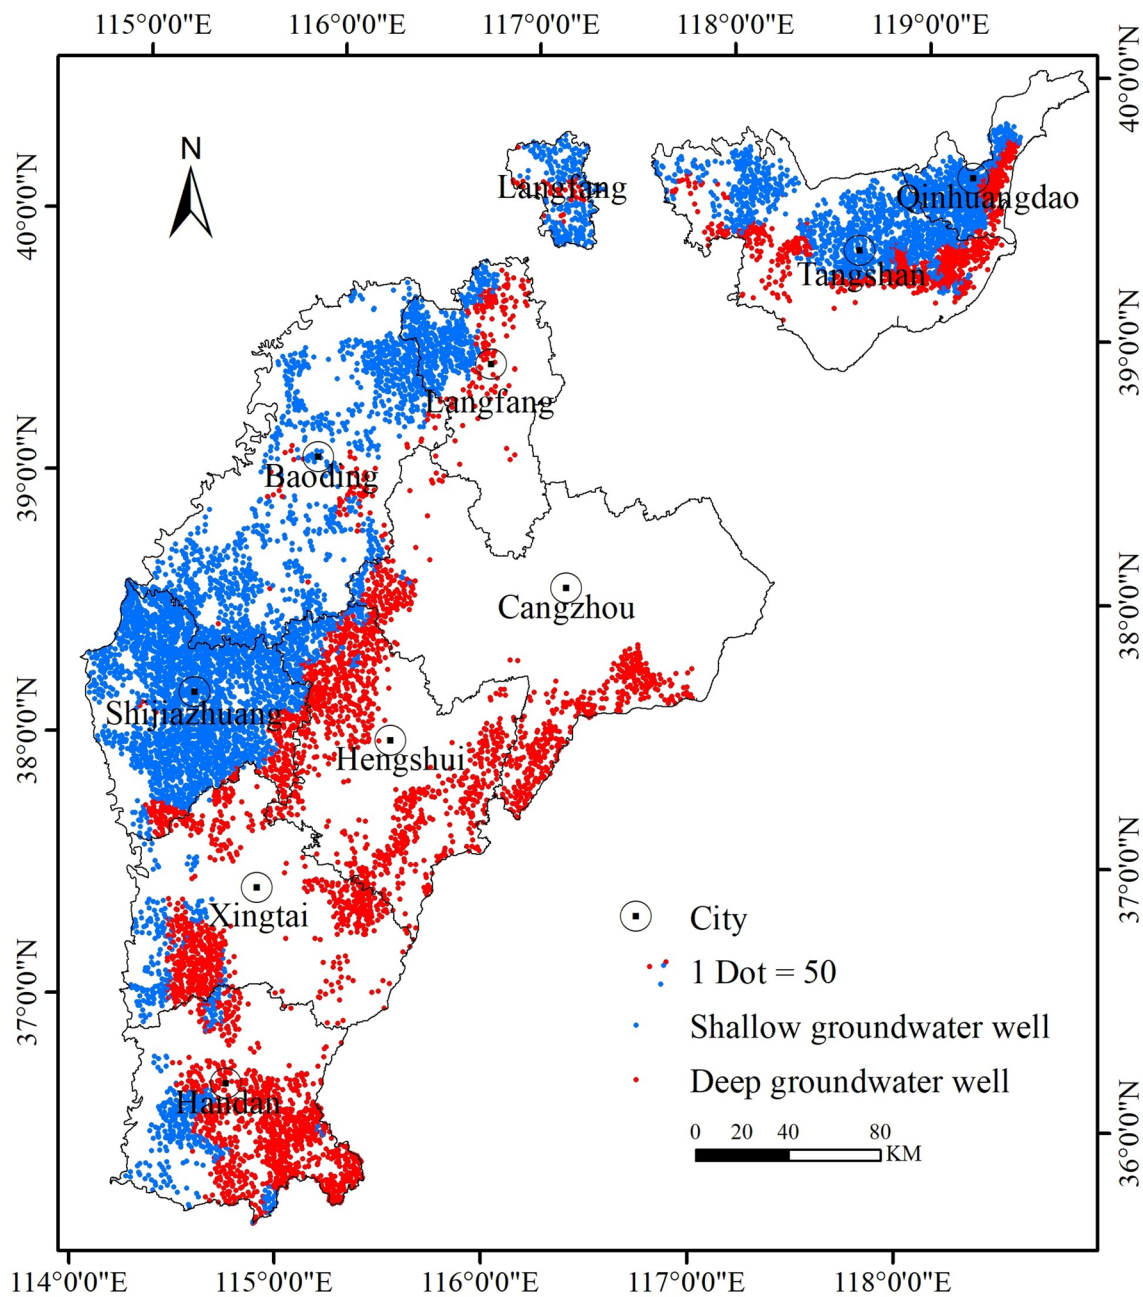 115°0'0"E 116°0'0"E 117°0'0"E 118°0'0"E 119°0'0"E
40°0'0"N
40°0'0"N
N
Langfang
Qinhuangdao
Tangshan
39°0'0"N
Langfang
39°0'0"N
Baoding
38°0'0"N
Cangzhou
Shijiazhuang
38°0'0"N
Hengshui
37°0'0"N
Xingtai
City
1 Dot = 50
37°0'0"N
Shallow groundwater well
Deep groundwater well
Handan
36°0'0"N
0 20 40 80
KM
114°0'0"E 115°0'0"E 116°0'0"E 117°0'0"E 118°0'0"E